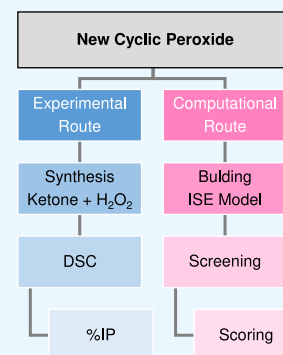 New Cyclic Peroxide
Experimental
Route
Computational
Route
Synthesis
Ketone + H₂O₂
Bulding
ISE Model
DSC
Screening
%IP
Scoring